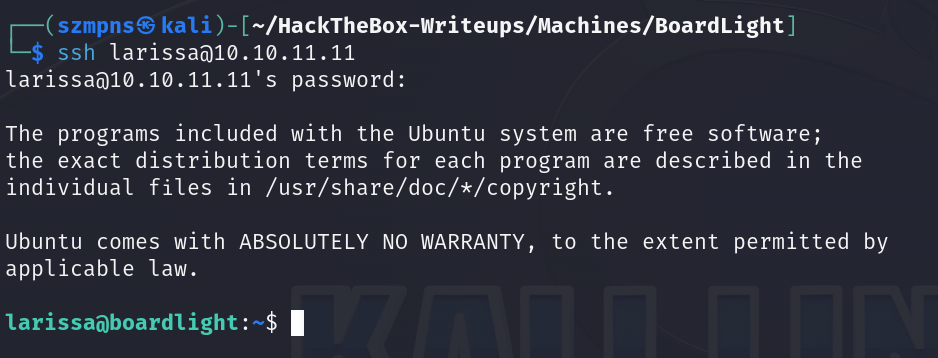 ┌──(szmpns㉿kali)-[~/HackTheBox-Writeups/Machines/BoardLight]
└─$ ssh larissa@10.10.11.11
larissa@10.10.11.11's password:
The programs included with the Ubuntu system are free software;
the exact distribution terms for each program are described in the
individual files in /usr/share/doc/*/copyright.
Ubuntu comes with ABSOLUTELY NO WARRANTY, to the extent permitted by
applicable law.
larissa@boardlight:~$